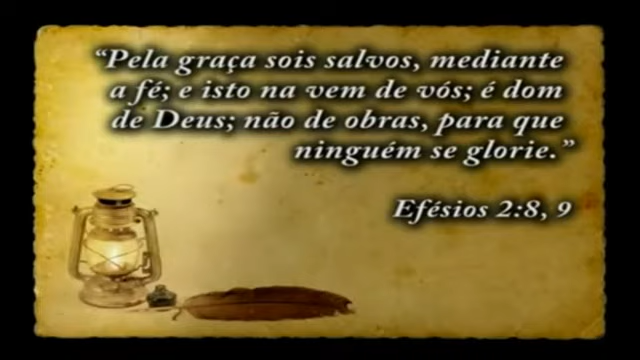 “Pela graça sois salvos, mediante
a fé; e isto na vem de vós; é dom
de Deus; não de obras, para que
ninguém se glorie.”
Efésios 2:8, 9